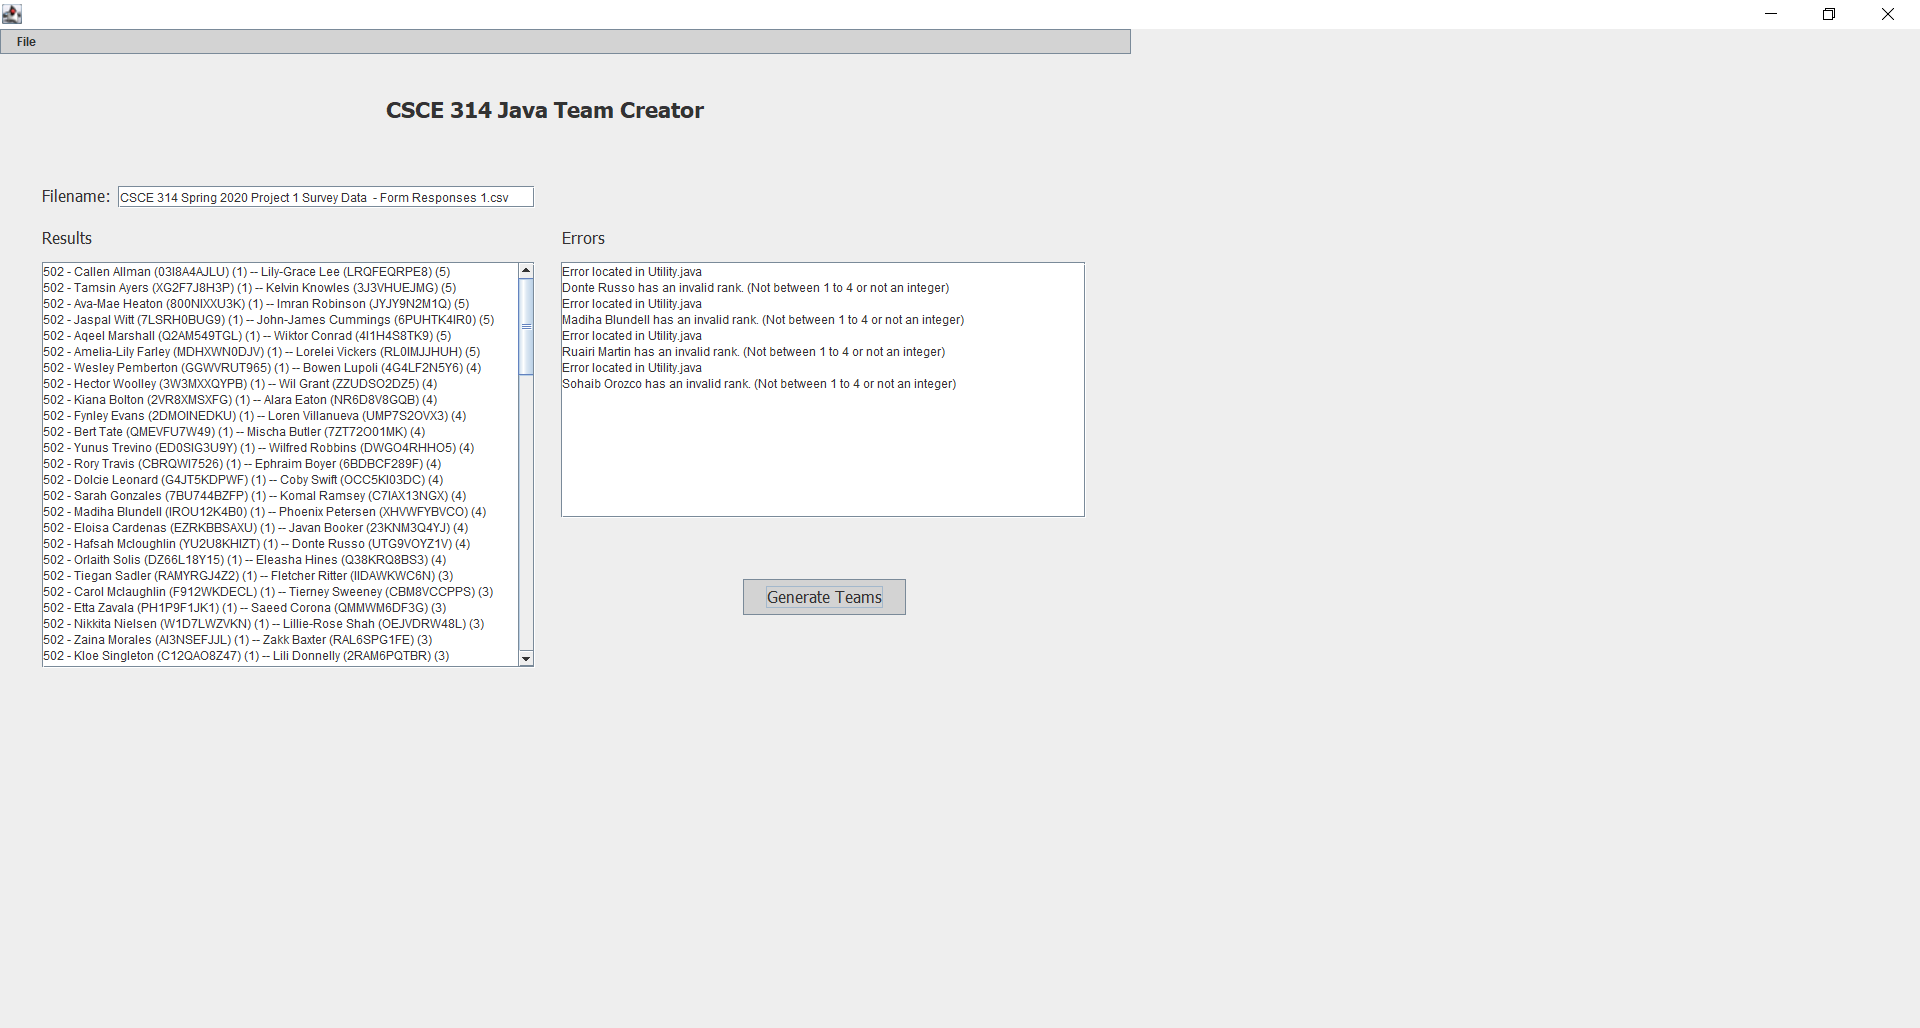 File
CSCE 314 Java Team Creator
Filename: CSCE 314 Spring 2020 Project 1 Survey Data  - Form Responses 1.csv
Results
502 - Callen Allman (03I8A4AJLU) (1) -- Lily-Grace Lee (LRQFEQRPE8) (5)
502 - Tamsin Ayers (XG2F7J8H3P) (1) -- Kelvin Knowles (3J3VHUEJMG) (5)
502 - Ava-Mae Heaton (800NIXXU3K) (1) -- Imran Robinson (JYJY9N2M1Q) (5)
502 - Jaspal Witt (7LSRH0BUG9) (1) -- John-James Cummings (6PUHTK4IR0) (5)
502 - Aqeel Marshall (Q2AM549TGL) (1) -- Wiktor Conrad (4I1H4S8TK9) (5)
502 - Amelia-Lily Farley (MDHXWN0DJV) (1) -- Lorelei Vickers (RL0IMJJHUH) (5)
502 - Wesley Pemberton (GGWVRUT965) (1) -- Bowen Lupoli (4G4LF2N5Y6) (4)
502 - Hector Woolley (3W3MXXQYPB) (1) -- Wil Grant (ZZUDSO2DZ5) (4)
502 - Kiana Bolton (2VR8XMSXFG) (1) -- Alara Eaton (NR6D8V8GQB) (4)
502 - Fynley Evans (2DMOINEDKU) (1) -- Loren Villanueva (UMP7S2OVX3) (4)
502 - Bert Tate (QMEVFU7W49) (1) -- Mischa Butler (7ZT72O01MK) (4)
502 - Yunus Trevino (ED0SIG3U9Y) (1) -- Wilfred Robbins (DWGO4RHHO5) (4)
502 - Rory Travis (CBRQWI7526) (1) -- Ephraim Boyer (6BDBCF289F) (4)
502 - Dolcie Leonard (G4JT5KDPWF) (1) -- Coby Swift (OCC5KI03DC) (4)
502 - Sarah Gonzales (7BU744BZFP) (1) -- Komal Ramsey (C7IAX13NGX) (4)
502 - Madiha Blundell (IROU12K4B0) (1) -- Phoenix Petersen (XHVWFYBVCO) (4)
502 - Eloisa Cardenas (EZRKBBSAXU) (1) -- Javan Booker (23KNM3Q4YJ) (4)
502 - Hafsah Mcloughlin (YU2U8KHIZT) (1) -- Donte Russo (UTG9VOYZ1V) (4)
502 - Orlaith Solis (DZ66L18Y15) (1) -- Eleasha Hines (Q38KRQ8BS3) (4)
502 - Tiegan Sadler (RAMYRGJ4Z2) (1) -- Fletcher Ritter (IIDAWKWC6N) (3)
502 - Carol Mclaughlin (F912WKDECL) (1) -- Tierney Sweeney (CBM8VCCPPS) (3)
502 - Etta Zavala (PH1P9F1JK1) (1) -- Saeed Corona (QMMWM6DF3G) (3)
502 - Nikkita Nielsen (W1D7LWZVKN) (1) -- Lillie-Rose Shah (OEJVDRW48L) (3)
502 - Zaina Morales (AI3NSEFJJL) (1) -- Zakk Baxter (RAL6SPG1FE) (3)
502 - Kloe Singleton (C12QAO8Z47) (1) -- Lili Donnelly (2RAM6PQTBR) (3)
Errors
Error located in Utility.java
Donte Russo has an invalid rank. (Not between 1 to 4 or not an integer)
Error located in Utility.java
Madiha Blundell has an invalid rank. (Not between 1 to 4 or not an integer)
Error located in Utility.java
Ruairi Martin has an invalid rank. (Not between 1 to 4 or not an integer)
Error located in Utility.java
Sohaib Orozco has an invalid rank. (Not between 1 to 4 or not an integer)
Generate Teams